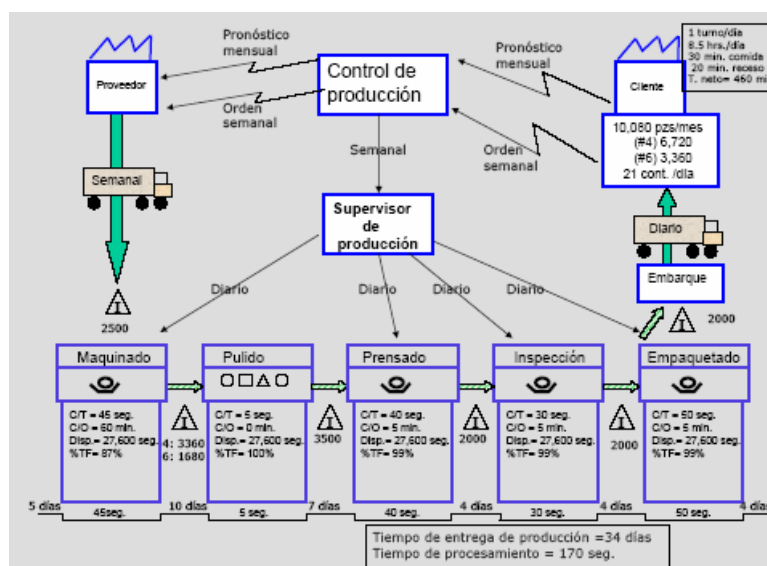 Pronóstico
mensual
Proveedor
Orden
semanal
Semanal
2500
Control de
producción
Semanal
Supervisor
de
producción
Diario
Diario
Diario
Diario
Pronóstico
mensual
Orden
semanal
Cliente
1 turno/día
8.5 hrs./día
30 min. comida
20 min. receso
T. neto= 460 mi
10,080 pzs/mes
(#4) 6,720
(#6) 3,360
21 cont. /día
Diario
Embarque
I
2000
I
Maquinado
C/T = 45 seg.
C/O = 60 min.
Disp.= 27,600 seg.
%TF= 87%
I
4: 3360
6: 1680
Pulido
C/T = 5 seg.
C/O = 0 min.
Disp.= 27,600 seg.
%TF= 100%
I
3500
Prensado
C/T = 40 seg.
C/O = 5 min.
Disp.= 27,600 seg.
%TF= 99%
I
2000
Inspección
C/T = 30 seg.
C/O = 5 min.
Disp.= 27,600 seg.
%TF= 99%
I
2000
Empaquetado
C/T = 50 seg.
C/O = 5 min.
Disp.= 27,600 seg.
%TF= 99%
5 días
45seg.
10 días
5 seg.
7 días
40 seg.
4 días
30 seg.
4 días
50 seg.
4 días
Tiempo de entrega de producción =34 días
Tiempo de procesamiento = 170 seg.